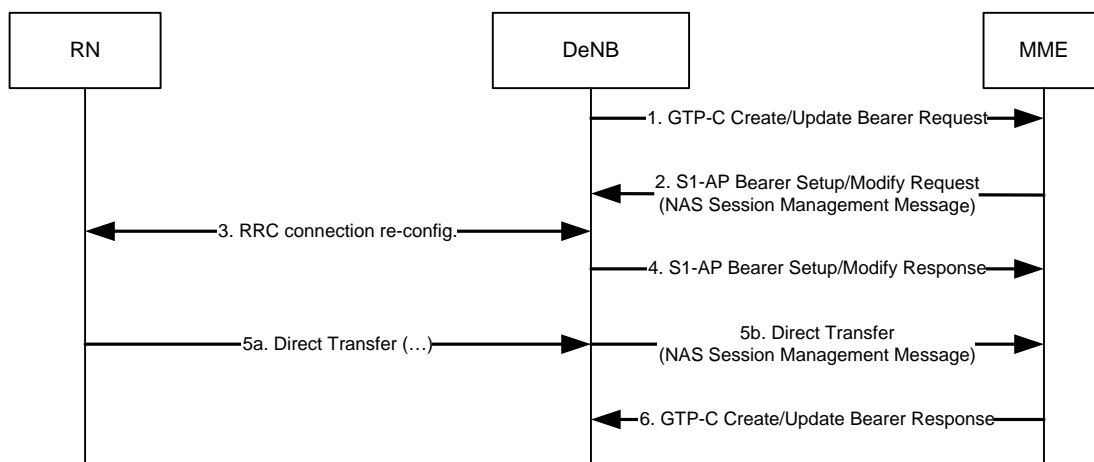 RN
DeNB
MME
1. GTP-C Create/Update Bearer Request
2. S1-AP Bearer Setup/Modify Request
(NAS Session Management Message)
3. RRC connection re-config.
4. S1-AP Bearer Setup/Modify Response
5a. Direct Transfer (…)
5b. Direct Transfer
(NAS Session Management Message)
6. GTP-C Create/Update Bearer Response